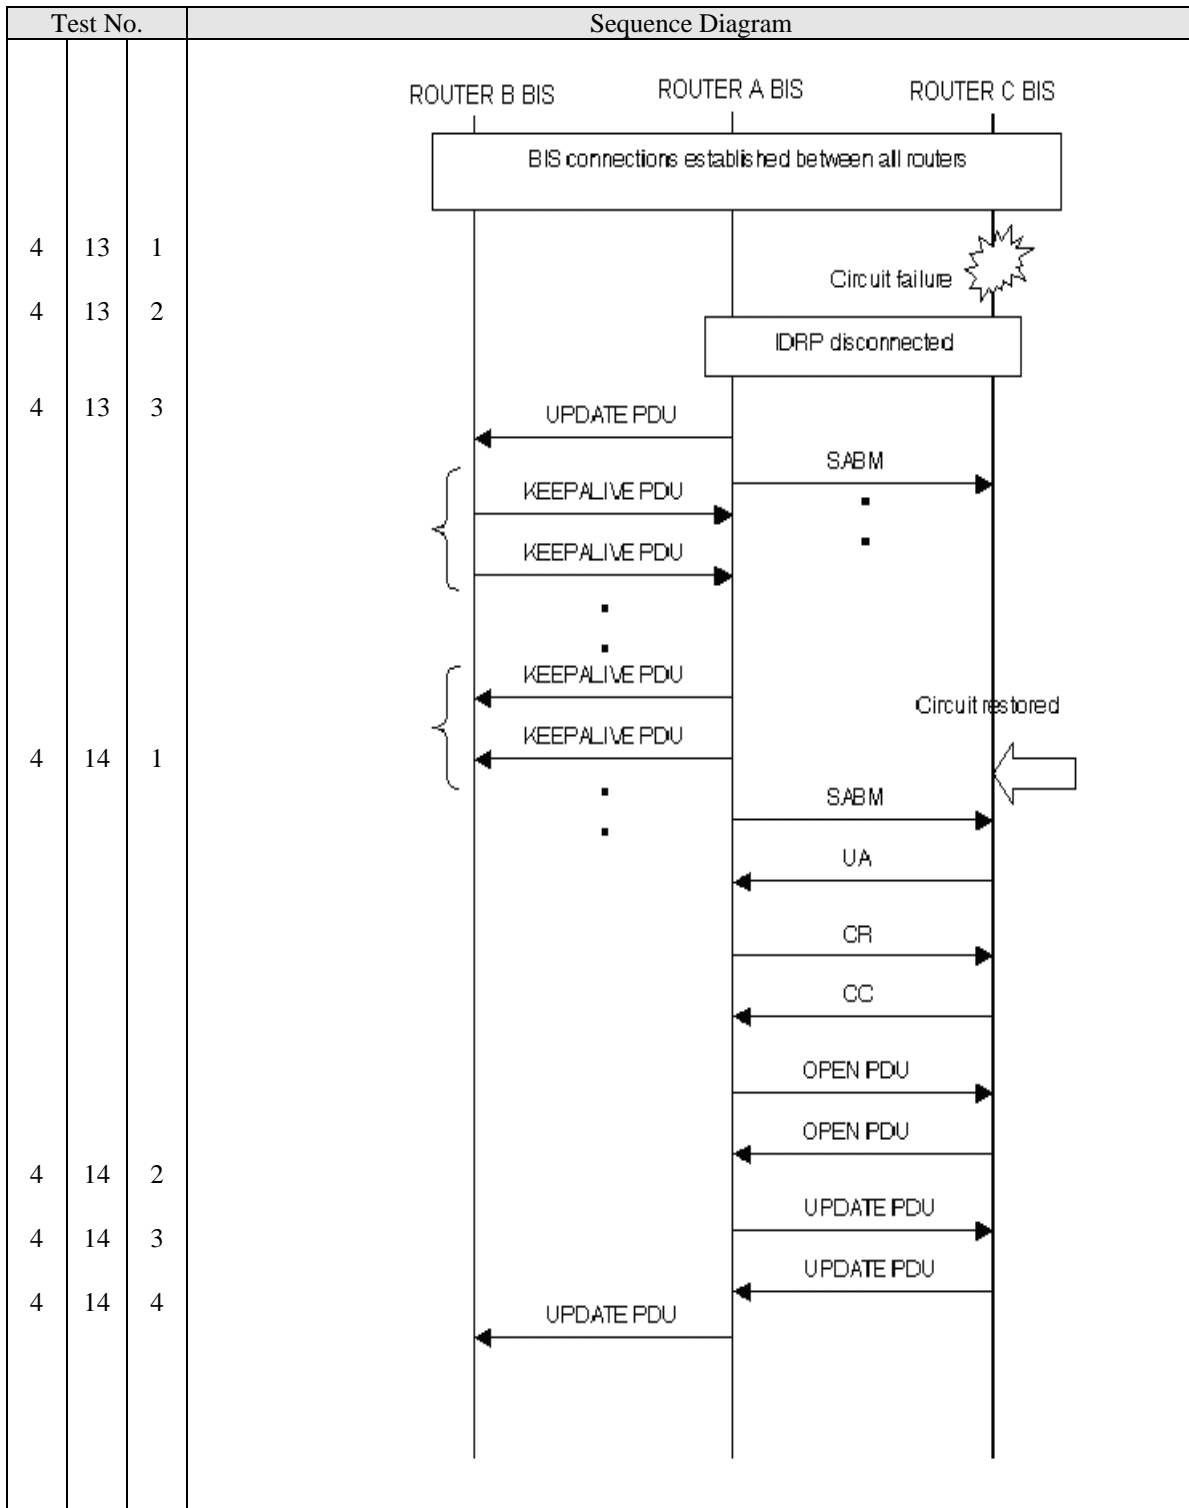 Test No.
Sequence Diagram
ROUTER B BIS
ROUTER A BIS
ROUTER C BIS
BIS connections established between all routers
4 13 1
Circuit failure
4 13 2
IDRP disconnected
4 13 3
UPDATE PDU
SABM
KEEPALIVE PDU
KEEPALIVE PDU
KEEPALIVE PDU
Circuit restored
KEEPALIVE PDU
4 14 1
SABM
UA
CR
CC
OPEN PDU
OPEN PDU
4 14 2
UPDATE PDU
4 14 3
UPDATE PDU
4 14 4
UPDATE PDU